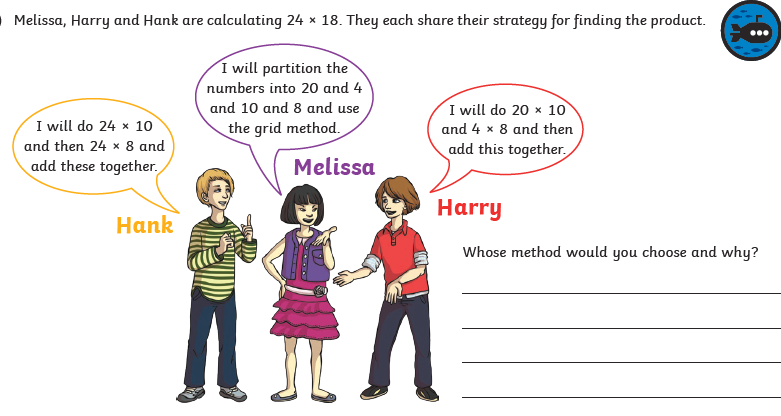 ) Melissa, Harry and Hank are calculating 24 × 18. They each share their strategy for finding the product.
I will partition the
numbers into 20 and 4
and 10 and 8 and use
the grid method.
I will do 24 × 10
and then 24 × 8 and
add these together.
I will do 20 × 10
and 4 × 8 and then
add this together.
Melissa
Hank
Harry
Whose method would you choose and why?